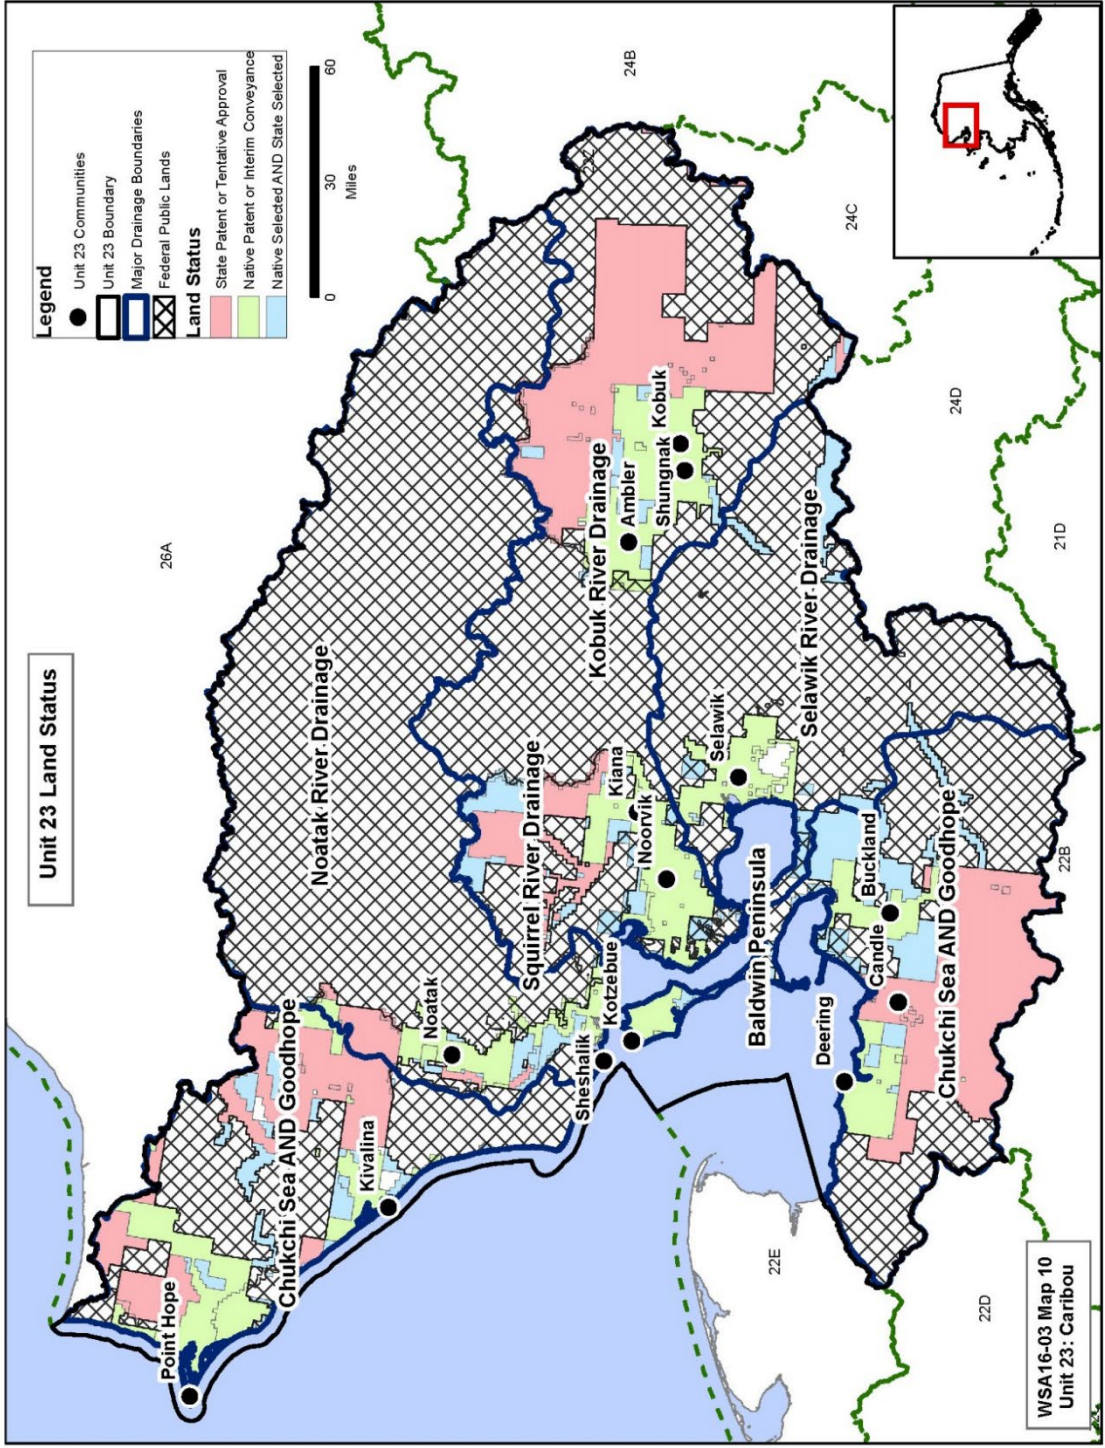 Unit 23 Land Status
Legend
Unit 23 Communities
Unit 23 Boundary
Major Drainage Boundaries
Federal Public Lands
Land Status
State Patent or Tentative Approval
Native Patent or Interim Conveyance
Native Selected AND State Selected
0 30 60
Miles
26A
24B
Point Hope
Chukchi Sea AND Goodhope
Kivalina
Noatak
Noatak River Drainage
Squirrel River Drainage
Sheshalik
Kotzebue
Kiana
Noorvik
Kobuk River Drainage
Ambler
Shungnak
Kobuk
Selawik
Baldwin Peninsula
Selawik River Drainage
Deering
Candle
Buckland
Chukchi Sea AND Goodhope
24C
24D
21D
22E
22B
22D
WSA16-03 Map 10
Unit 23: Caribou